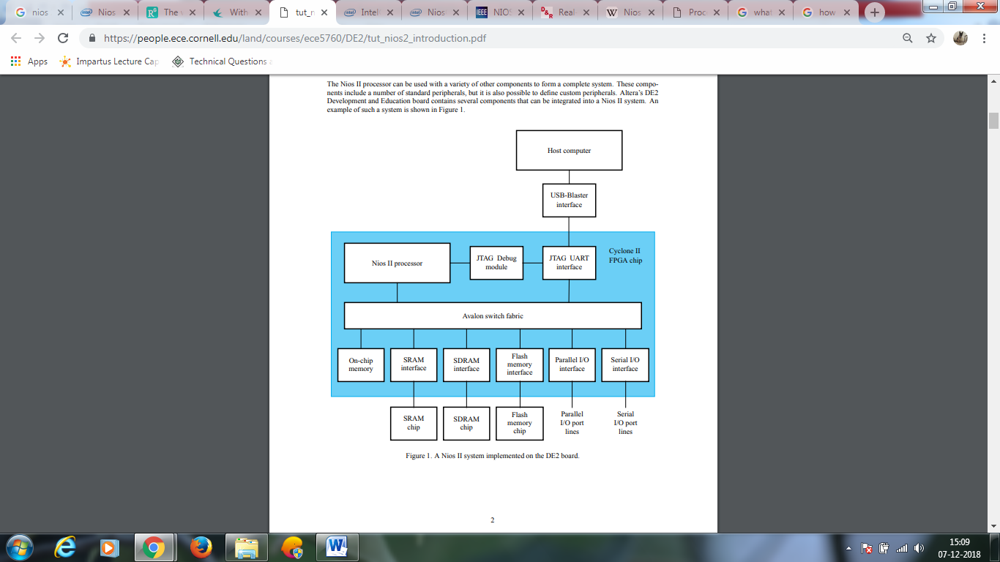 nios
Nios
The
With
tut_n
Intel
Nios
IEEE
NIOS
D&R
Real
W
Nios
Proc
what
how
https://people.ece.cornell.edu/land/courses/ece5760/DE2/tut_nios2_introduction.pdf
Apps
Impartus Lecture Cap
Technical Questions
The Nios II processor can be used with a variety of other components to form a complete system. These compo-
nents include a number of standard peripherals, but it is also possible to define custom peripherals. Altera's DE2
Development and Education board contains several components that can be integrated into a Nios II system. An
example of such a system is shown in Figure 1.
Host computer
USB-Blaster
interface
Cyclone II
FPGA chip
Nios II processor
JTAG Debug
module
JTAG UART
interface
Avalon switch fabric
On-chip
memory
SRAM
interface
SDRAM
interface
Flash
memory
interface
Parallel I/O
interface
Serial I/O
interface
SRAM
chip
SDRAM
chip
Flash
memory
chip
Parallel
I/O port
lines
Serial
I/O port
lines
Figure 1. A Nios II system implemented on the DE2 board.
2
15:09
07-12-2018